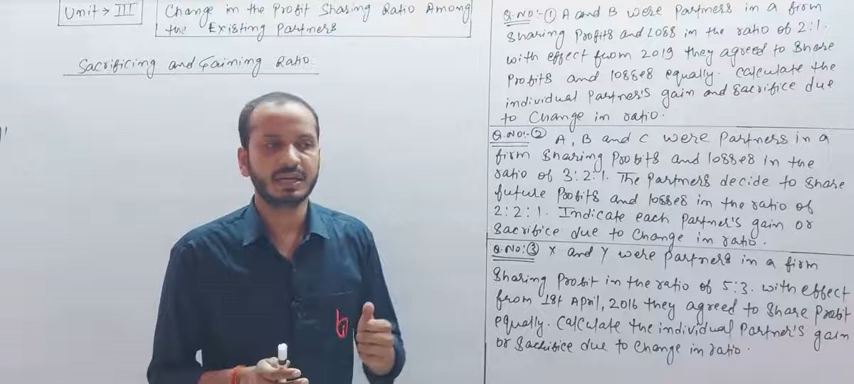 Unit → III
Change in the Profit Sharing Ratio Among
the Existing Partners
Sacrificing and Gaining Ratio
Q.No:-① A and B were Partners in a firm
Sharing Profits and Loss in the ratio of 2:1.
with effect from 2019 they agreed to Share
Profits and losses equally. Calculate the
individual Partner's gain and Sacrifice due
to Change in ratio.
Q.No:-② A, B and C were Partners in a
firm Sharing Profits and losses in the
ratio of 3:2:1. The Partners decide to Share
future Profits and losses in the ratio of
2:2:1. Indicate each Partner's gain or
Sacrifice due to Change in ratio.
Q.No:-③ X and Y were Partners in a firm
Sharing Profit in the ratio of 5:3. with effect
from 1st April, 2016 they agreed to Share Profit
equally. Calculate the individual Partner's gain
or Sacrifice due to Change in ratio.